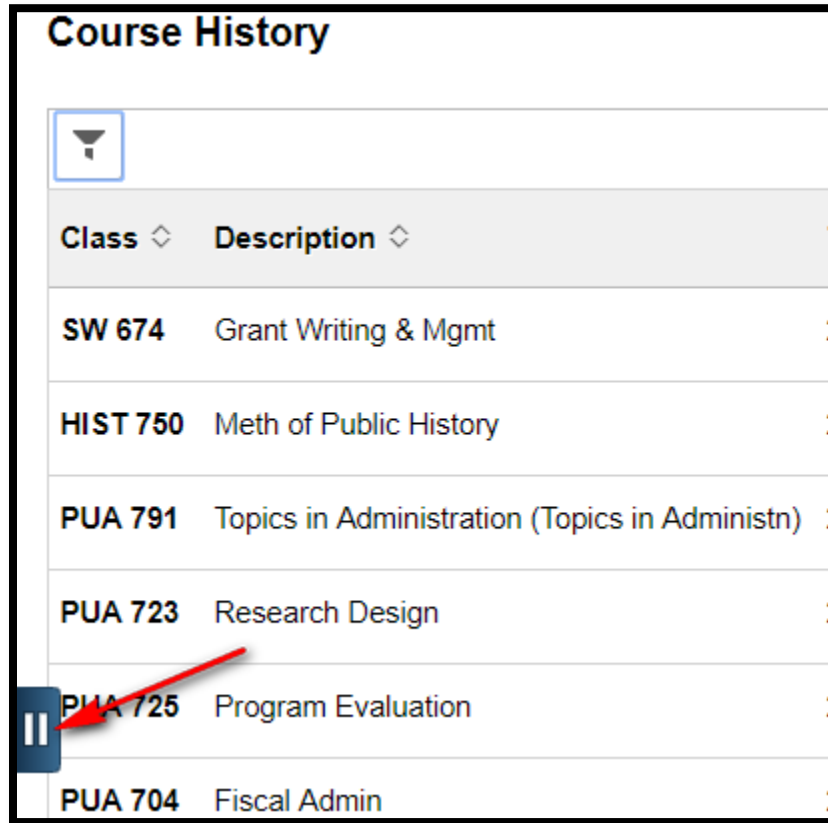 Course History
Class Description
SW 674 Grant Writing & Mgmt
HIST 750 Meth of Public History
PUA 791 Topics in Administration (Topics in Administn)
PUA 723 Research Design
PUA 725 Program Evaluation
PUA 704 Fiscal Admin